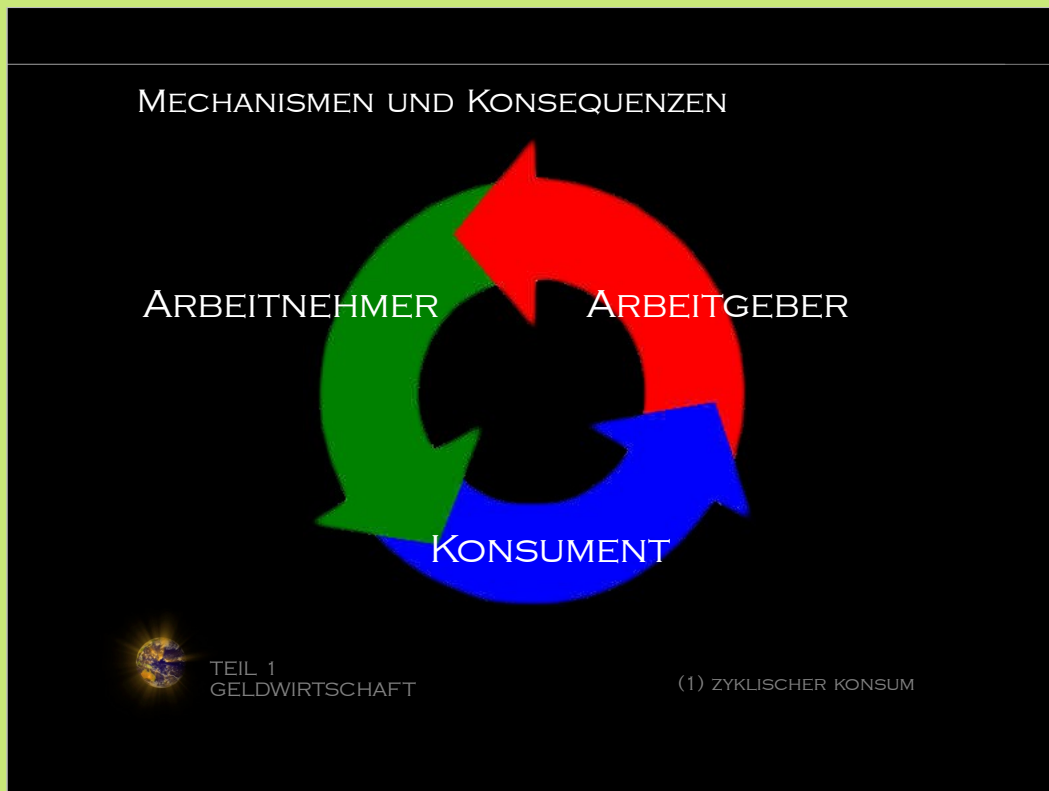 Mechanismen und Konsequenzen
Arbeitnehmer
Arbeitgeber
Konsument
TEIL 1
GELDWIRTSCHAFT
(1) zyklischer Konsum